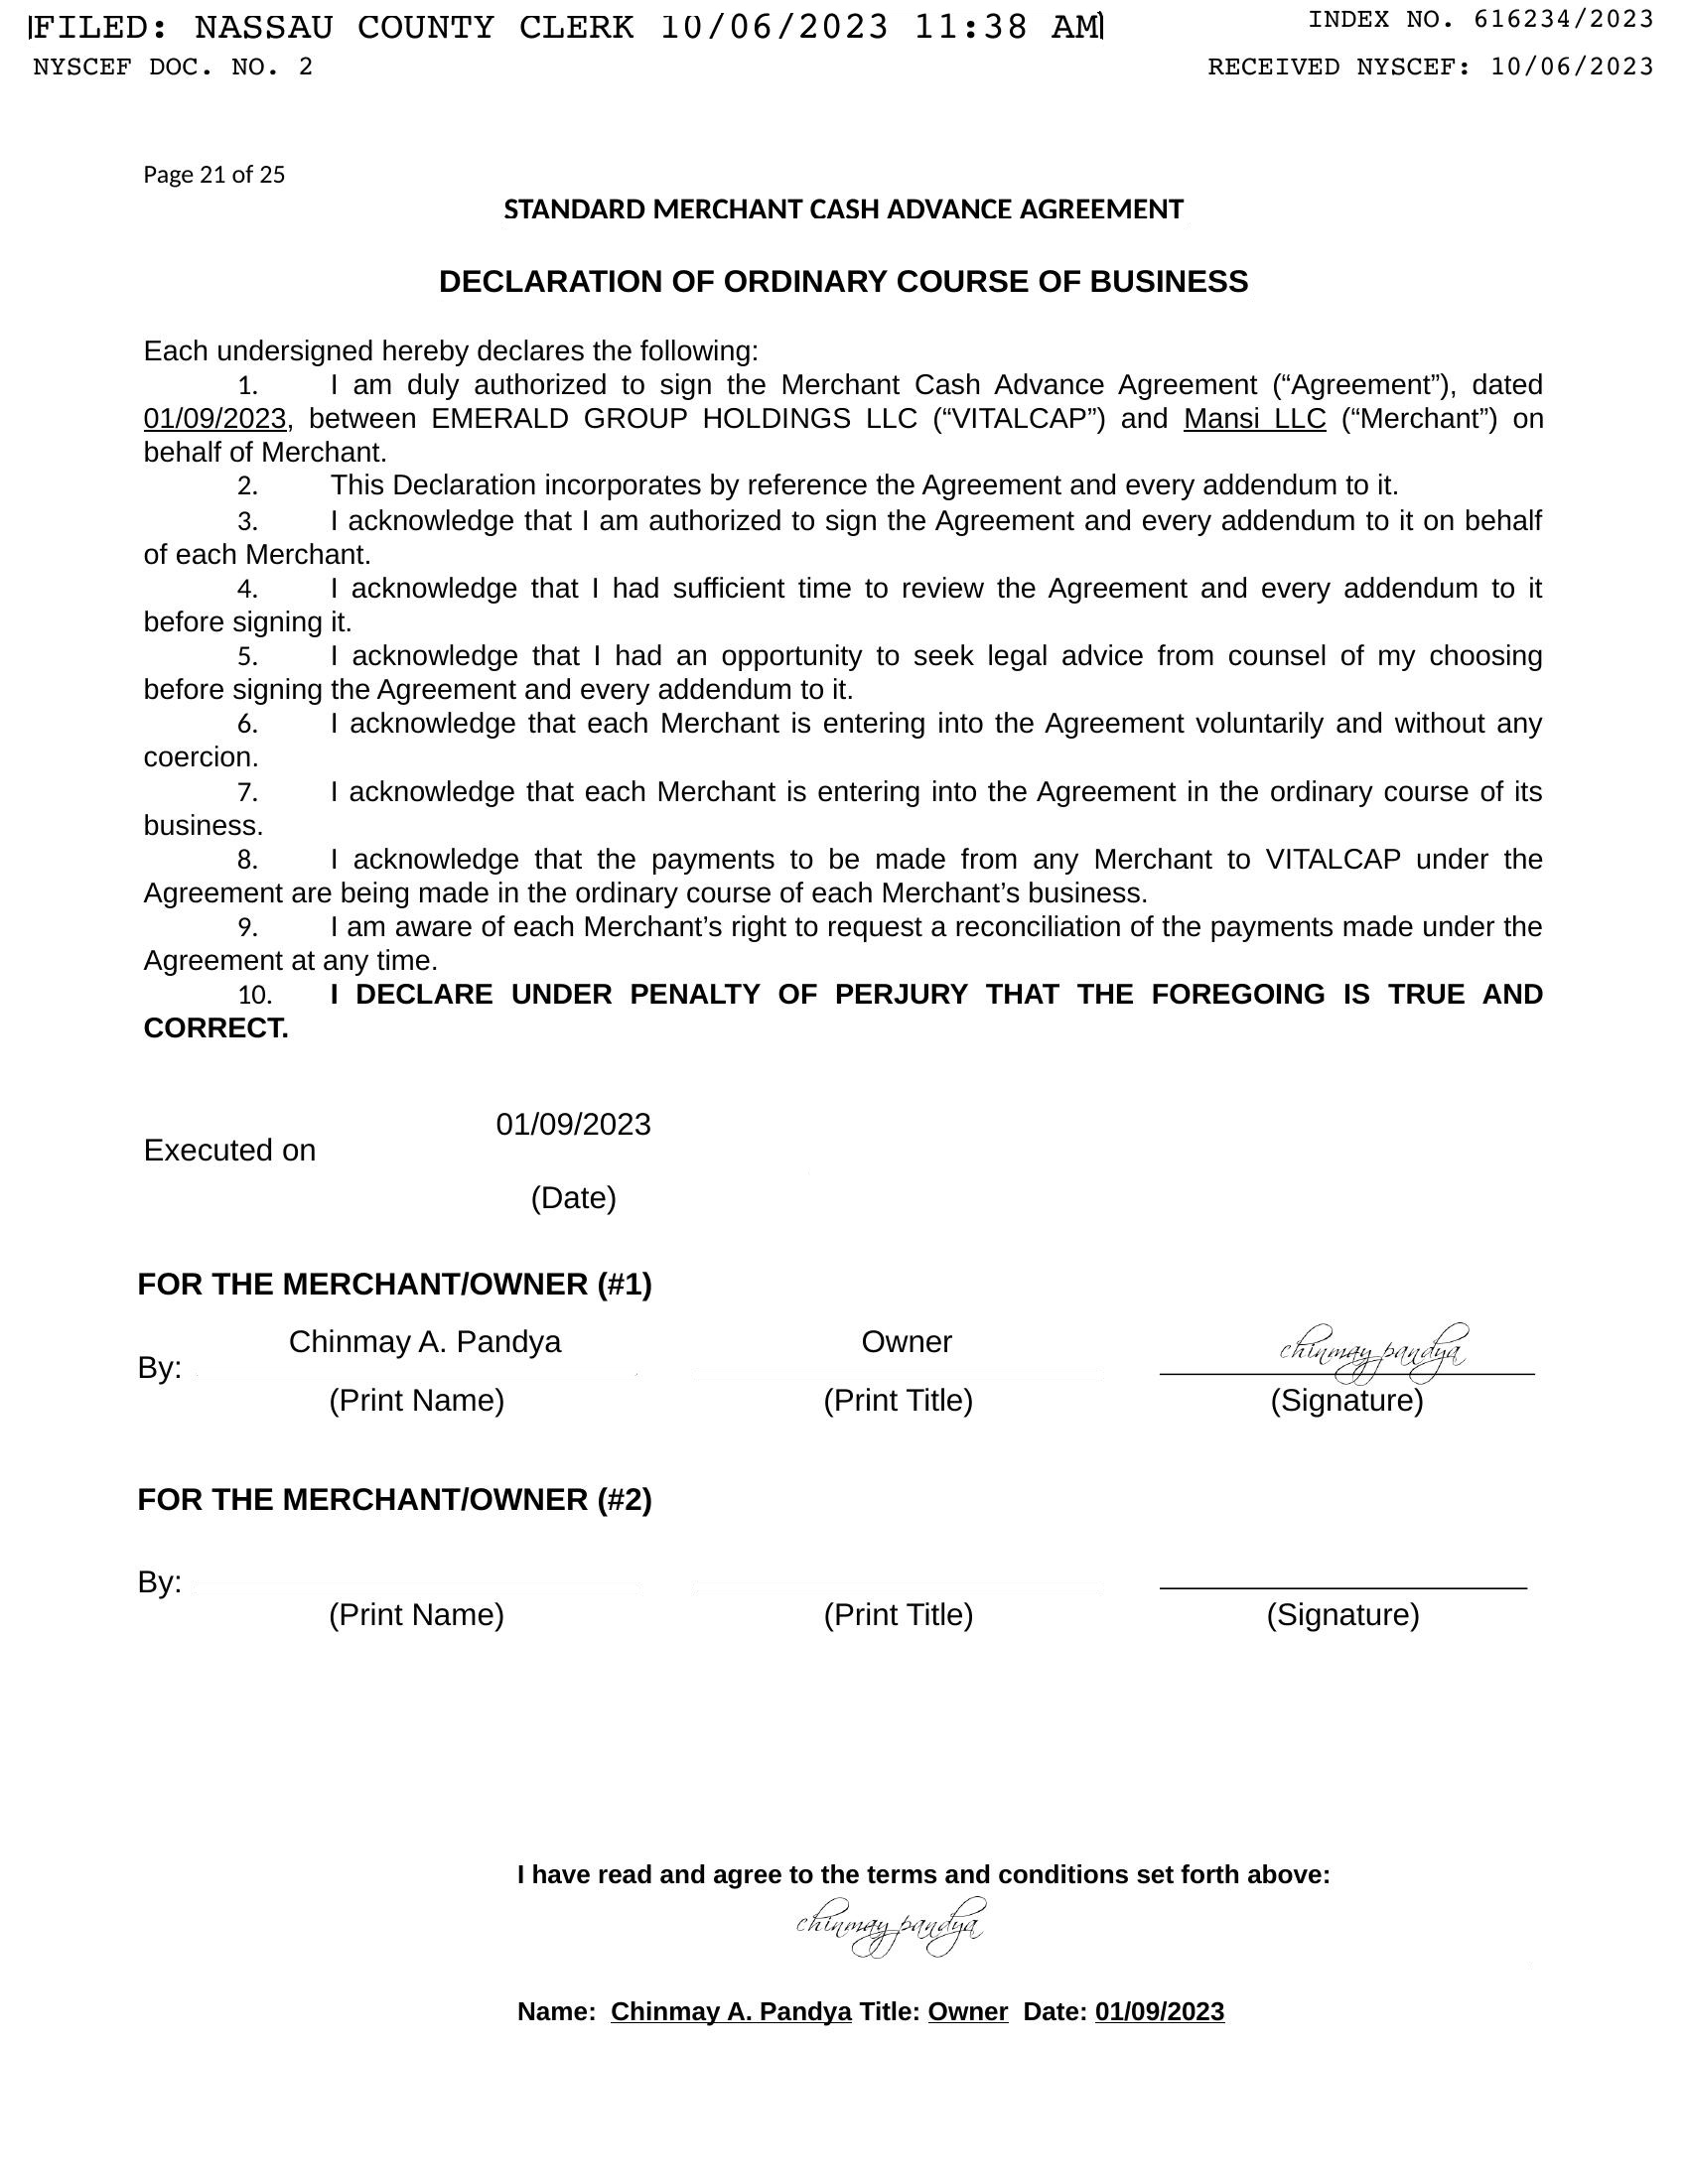 FILED: NASSAU COUNTY CLERK 10/06/2023 11:38 AM
INDEX NO. 616234/2023
NYSCEF DOC. NO. 2
RECEIVED NYSCEF: 10/06/2023
Page 21 of 25
STANDARD MERCHANT CASH ADVANCE AGREEMENT
DECLARATION OF ORDINARY COURSE OF BUSINESS
Each undersigned hereby declares the following:
1. I am duly authorized to sign the Merchant Cash Advance Agreement (“Agreement”), dated
01/09/2023, between EMERALD GROUP HOLDINGS LLC (“VITALCAP”) and Mansi LLC (“Merchant”) on
behalf of Merchant.
2. This Declaration incorporates by reference the Agreement and every addendum to it.
3. I acknowledge that I am authorized to sign the Agreement and every addendum to it on behalf
of each Merchant.
4. I acknowledge that I had sufficient time to review the Agreement and every addendum to it
before signing it.
5. I acknowledge that I had an opportunity to seek legal advice from counsel of my choosing
before signing the Agreement and every addendum to it.
6. I acknowledge that each Merchant is entering into the Agreement voluntarily and without any
coercion.
7. I acknowledge that each Merchant is entering into the Agreement in the ordinary course of its
business.
8. I acknowledge that the payments to be made from any Merchant to VITALCAP under the
Agreement are being made in the ordinary course of each Merchant’s business.
9. I am aware of each Merchant’s right to request a reconciliation of the payments made under the
Agreement at any time.
10. I DECLARE UNDER PENALTY OF PERJURY THAT THE FOREGOING IS TRUE AND
CORRECT.
01/09/2023
Executed on
(Date)
FOR THE MERCHANT/OWNER (#1)
By: Chinmay A. Pandya Owner chinmay pandya
(Print Name) (Print Title) (Signature)
FOR THE MERCHANT/OWNER (#2)
By:
(Print Name) (Print Title) (Signature)
I have read and agree to the terms and conditions set forth above:
chinmay pandya
Name: Chinmay A. Pandya Title: Owner Date: 01/09/2023